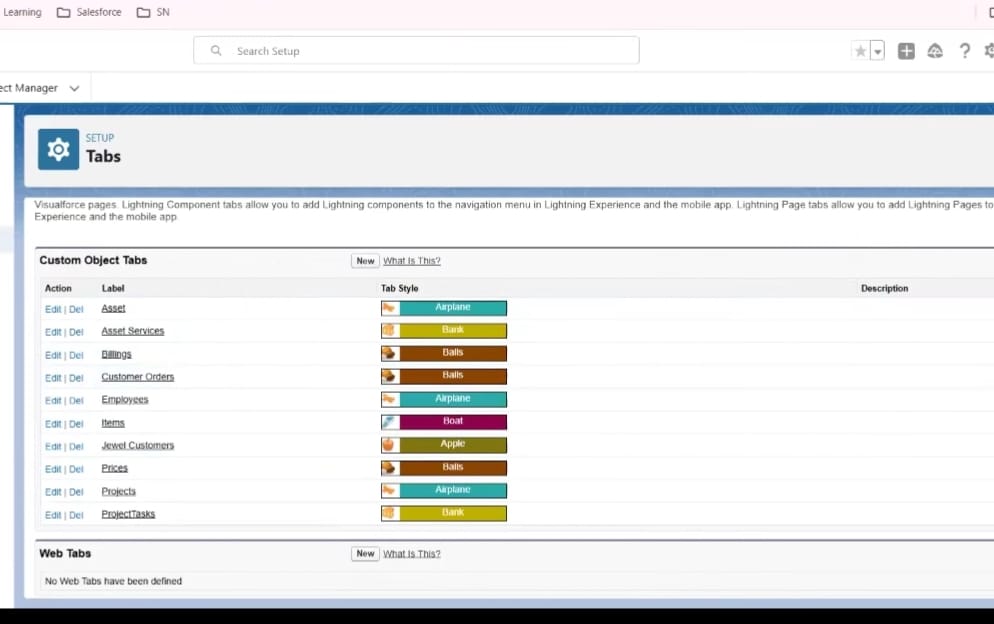 Learning Salesforce SN
Search Setup
ect Manager
SETUP
Tabs
Visualforce pages. Lightning Component tabs allow you to add Lightning components to the navigation menu in Lightning Experience and the mobile app. Lightning Page tabs allow you to add Lightning Pages to
Experience and the mobile app.
Custom Object Tabs New What Is This?
Action Label Tab Style Description
Edit | Del Asset Airplane
Edit | Del Asset Services Bank
Edit | Del Billings Balls
Edit | Del Customer Orders Balls
Edit | Del Employees Airplane
Edit | Del Items Boat
Edit | Del Jewel Customers Apple
Edit | Del Prices Balls
Edit | Del Projects Airplane
Edit | Del ProjectTasks Bank
Web Tabs New What Is This?
No Web Tabs have been defined